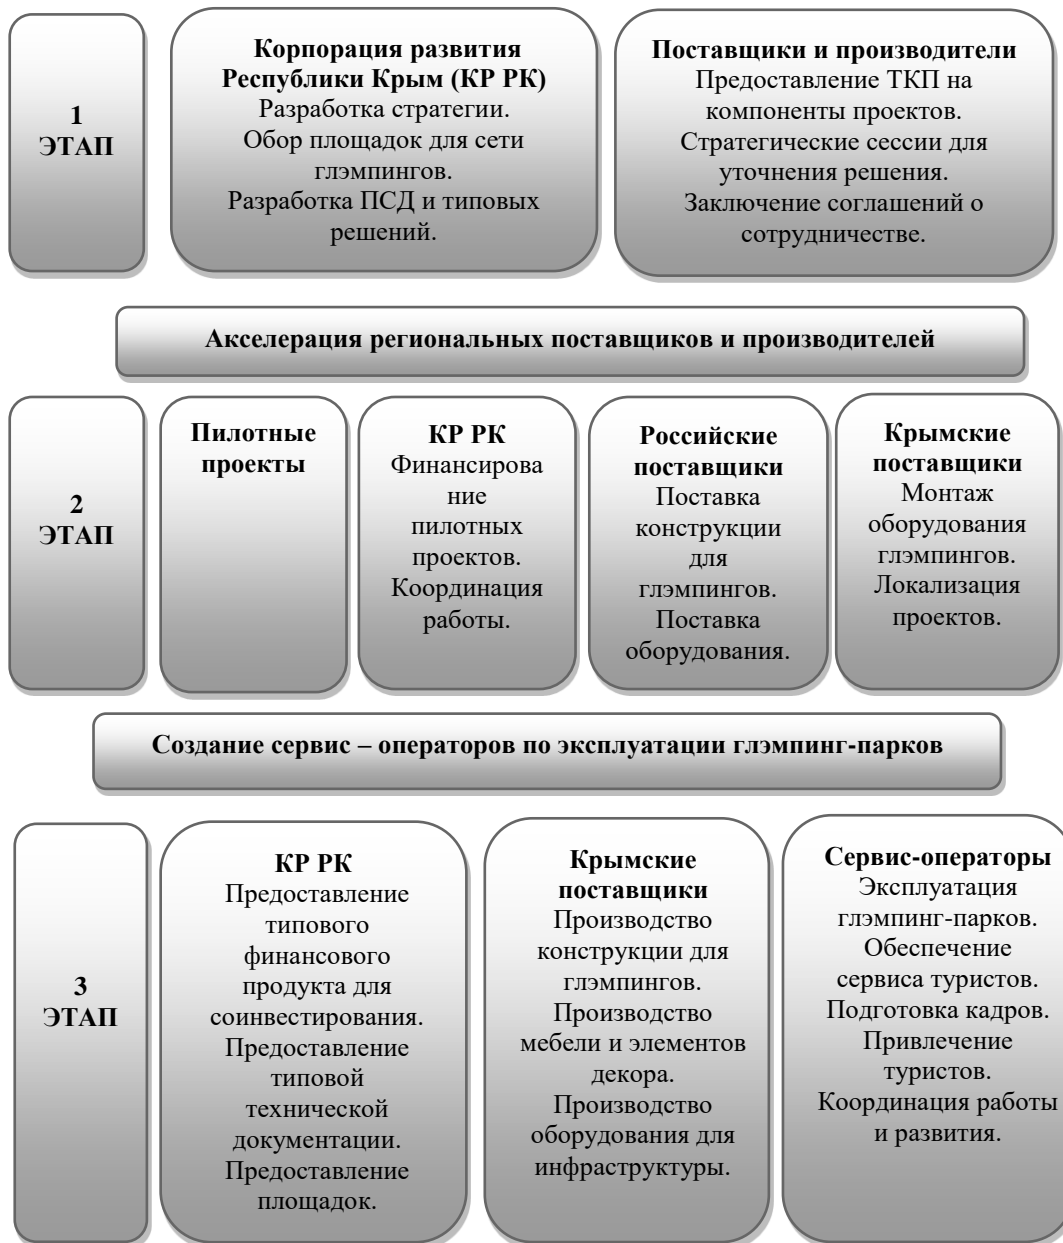 1
ЭТАП
Корпорация развития
Республики Крым (КР РК)
Разработка стратегии.
Обор площадок для сети
глэмпингов.
Разработка ПСД и типовых
решений.
Поставщики и производители
Предоставление ТКП на
компоненты проектов.
Стратегические сессии для
уточнения решения.
Заключение соглашений о
сотрудничестве.
Акселерация региональных поставщиков и производителей
2
ЭТАП
Пилотные
проекты
КР РК
Финансирова
ние
пилотных
проектов.
Координация
работы.
Российские
поставщики
Поставка
конструкции
для
глэмпингов.
Поставка
оборудования.
Крымские
поставщики
Монтаж
оборудования
глэмпингов.
Локализация
проектов.
Создание сервис – операторов по эксплуатации глэмпинг-парков
3
ЭТАП
КР РК
Предоставление
типового
финансового
продукта для
соинвестирования.
Предоставление
типовой
технической
документации.
Предоставление
площадок.
Крымские
поставщики
Производство
конструкции для
глэмпингов.
Производство
мебели и элементов
декора.
Производство
оборудования для
инфраструктуры.
Сервис-операторы
Эксплуатация
глэмпинг-парков.
Обеспечение
сервиса туристов.
Подготовка кадров.
Привлечение
туристов.
Координация работы
и развития.